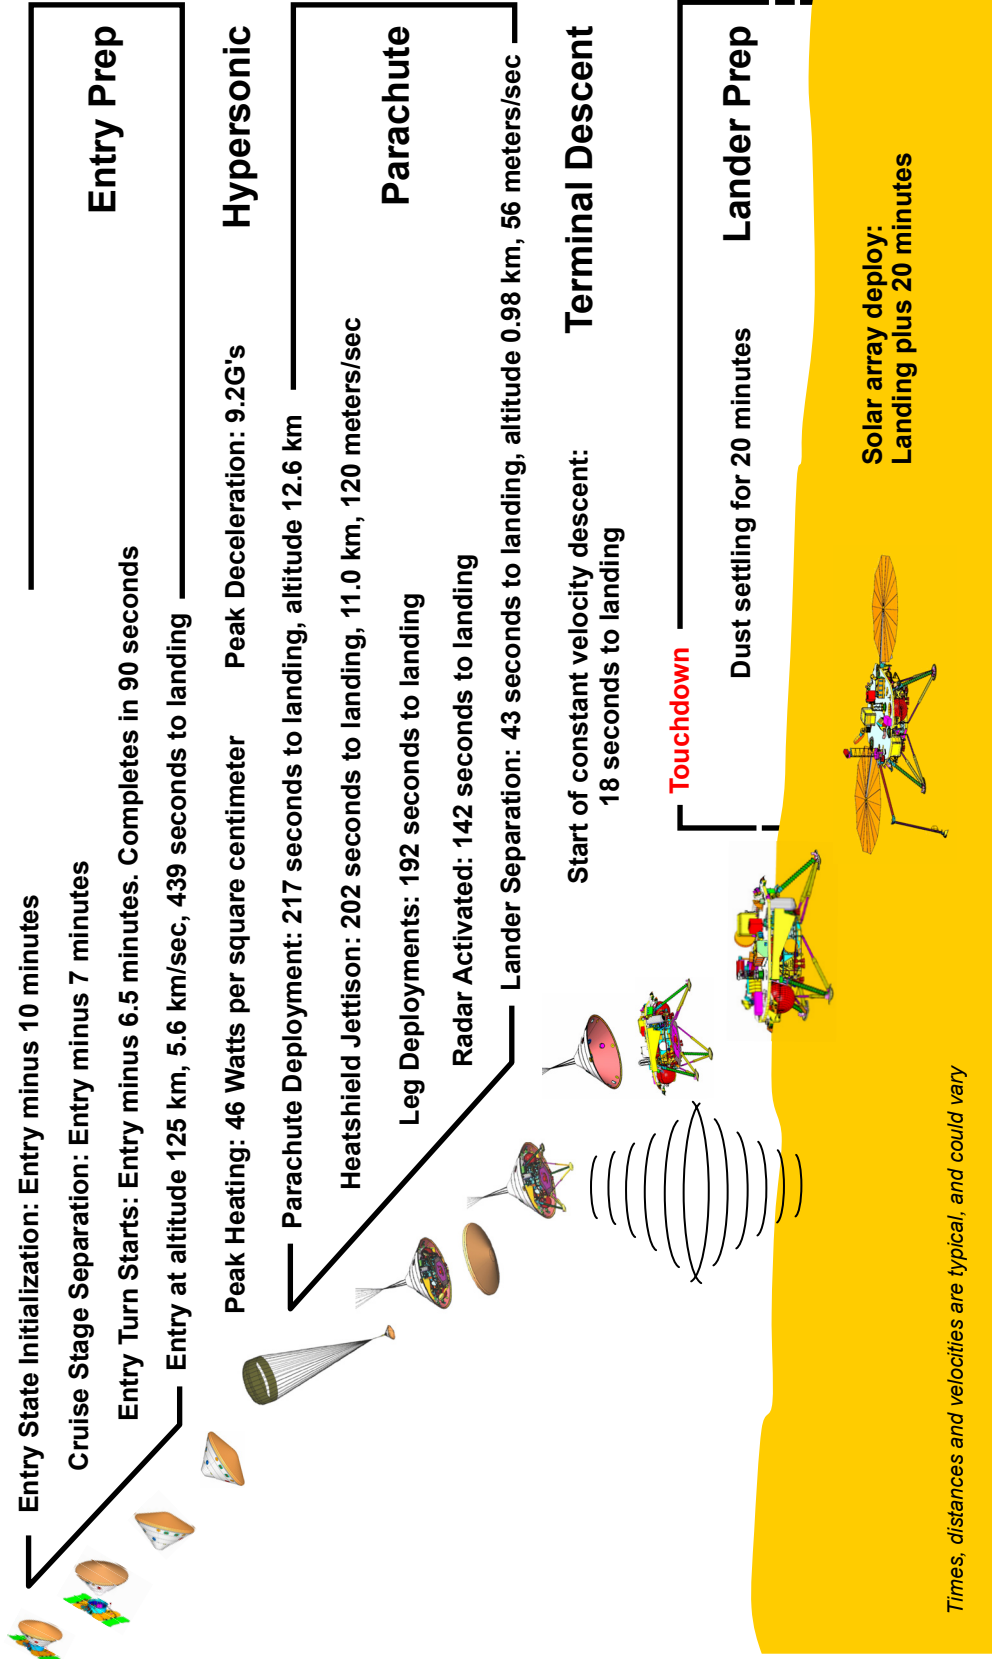 Entry State Initialization: Entry minus 10 minutes
Cruise Stage Separation: Entry minus 7 minutes
Entry Prep
Entry Turn Starts: Entry minus 6.5 minutes. Completes in 90 seconds
Entry at altitude 125 km, 5.6 km/sec, 439 seconds to landing
Peak Heating: 46 Watts per square centimeter
Peak Deceleration: 9.2G's
Hypersonic
Parachute Deployment: 217 seconds to landing, altitude 12.6 km
Heatshield Jettison: 202 seconds to landing, 11.0 km, 120 meters/sec
Parachute
Leg Deployments: 192 seconds to landing
Radar Activated: 142 seconds to landing
Lander Separation: 43 seconds to landing, altitude 0.98 km, 56 meters/sec
Terminal Descent
Start of constant velocity descent:
18 seconds to landing
Touchdown
Lander Prep
Dust settling for 20 minutes
Solar array deploy:
Landing plus 20 minutes
Times, distances and velocities are typical, and could vary